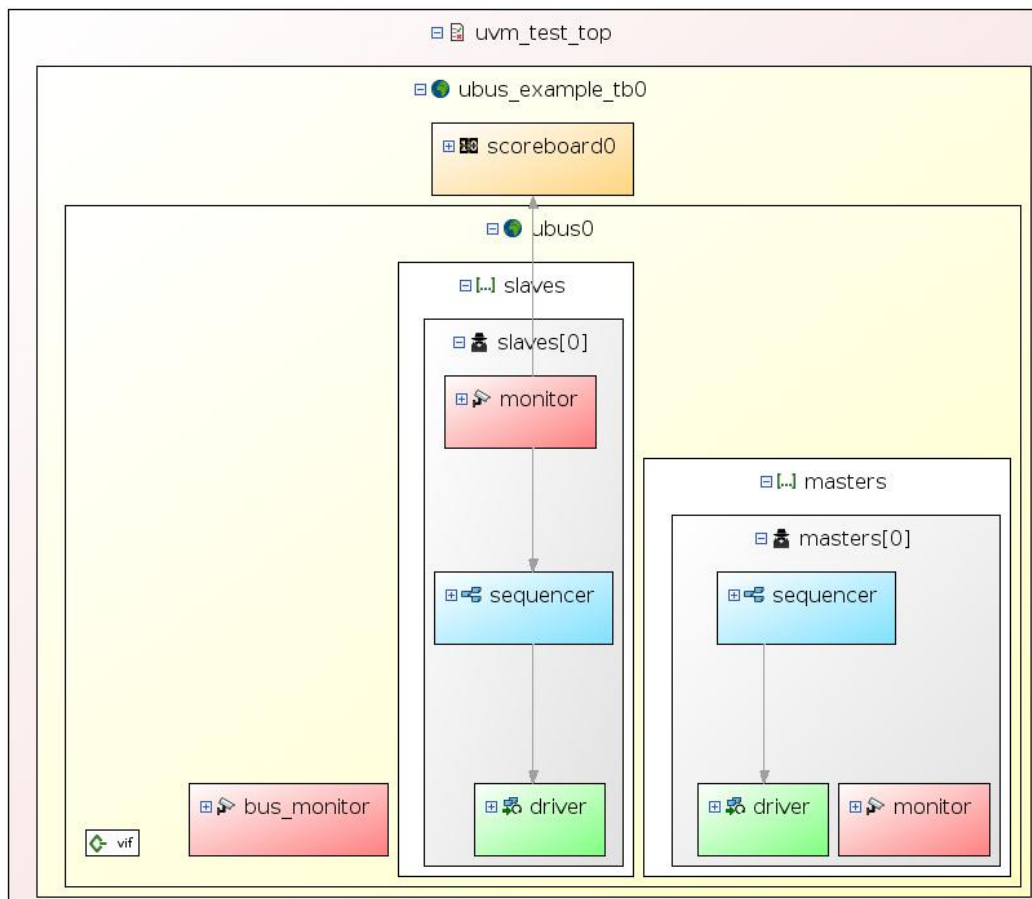 uvm_test_top
ubus_example_tb0
scoreboard0
ubus0
[...] slaves
slaves[0]
monitor
[...] masters
masters[0]
sequencer
sequencer
bus_monitor
driver
driver
monitor
vif